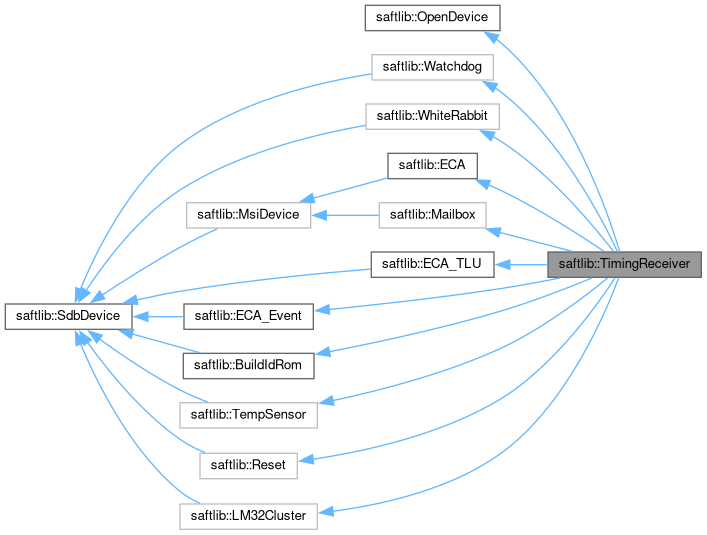 saftlib::OpenDevice
saftlib::Watchdog
saftlib::WhiteRabbit
saftlib::ECA
saftlib::MsiDevice
saftlib::Mailbox
saftlib::ECA_TLU
saftlib::TimingReceiver
saftlib::SdbDevice
saftlib::ECA_Event
saftlib::BuildIdRom
saftlib::TempSensor
saftlib::Reset
saftlib::LM32Cluster